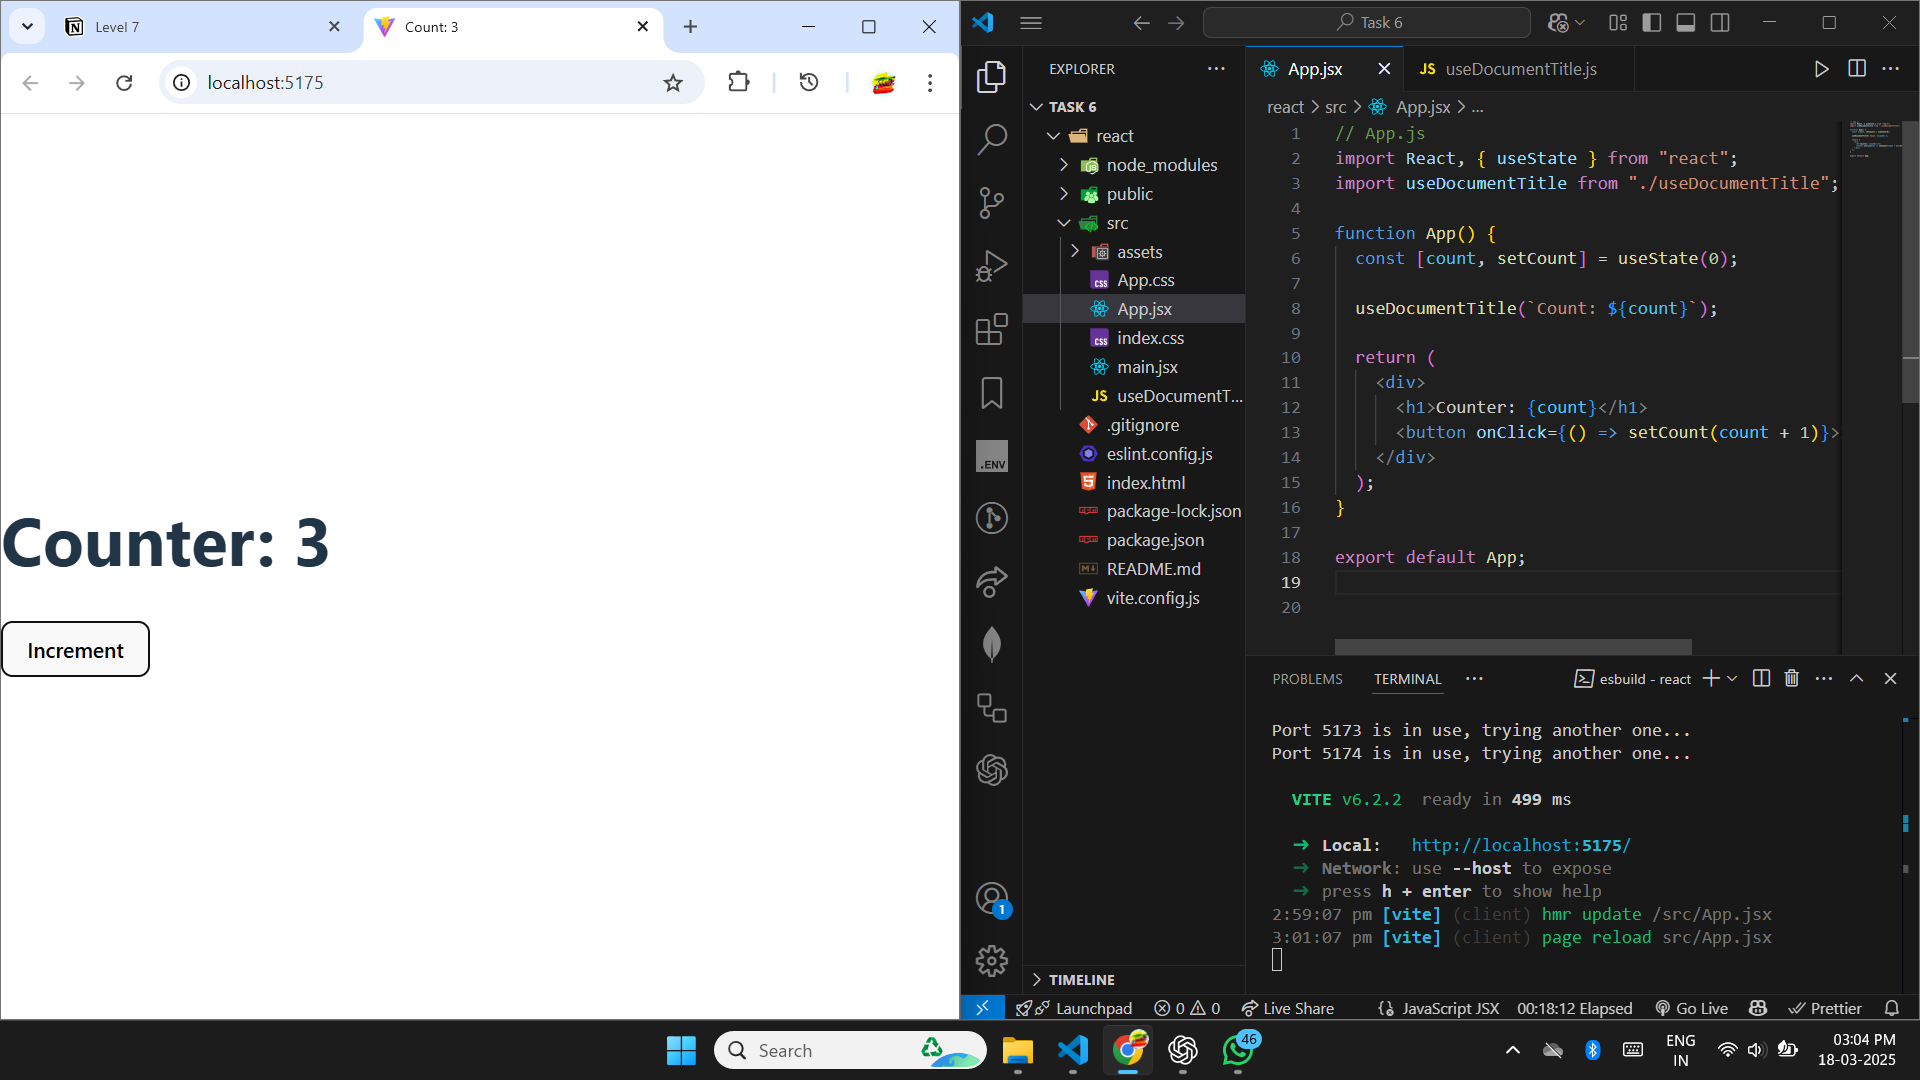 Level 7
Count: 3
localhost:5175
Counter: 3
Increment
Task 6
EXPLORER
TASK 6
react
node_modules
public
src
assets
App.css
App.jsx
index.css
main.jsx
useDocumentT...
.gitignore
eslint.config.js
index.html
package-lock.json
package.json
README.md
vite.config.js
TIMELINE
.ENV
1
App.jsx
JS useDocumentTitle.js
react > src > App.jsx > ...
1 // App.js
2 import React, { useState } from "react";
3 import useDocumentTitle from "./useDocumentTitle";
4
5 function App() {
6 const [count, setCount] = useState(0);
7
8 useDocumentTitle(`Count: ${count}`);
9
10 return (
11 <div>
12 <h1>Counter: {count}</h1>
13 <button onClick={() => setCount(count + 1)}>
14 </div>
15 );
16 }
17
18 export default App;
19
20
PROBLEMS TERMINAL ... esbuild - react
Port 5173 is in use, trying another one...
Port 5174 is in use, trying another one...
VITE v6.2.2 ready in 499 ms
➜ Local: http://localhost:5175/
➜ Network: use --host to expose
➜ press h + enter to show help
2:59:07 pm [vite] (client) hmr update /src/App.jsx
3:01:07 pm [vite] (client) page reload src/App.jsx
Launchpad 0 0 Live Share JavaScript JSX 00:18:12 Elapsed Go Live Prettier
Search
46
ENG
IN
03:04 PM
18-03-2025